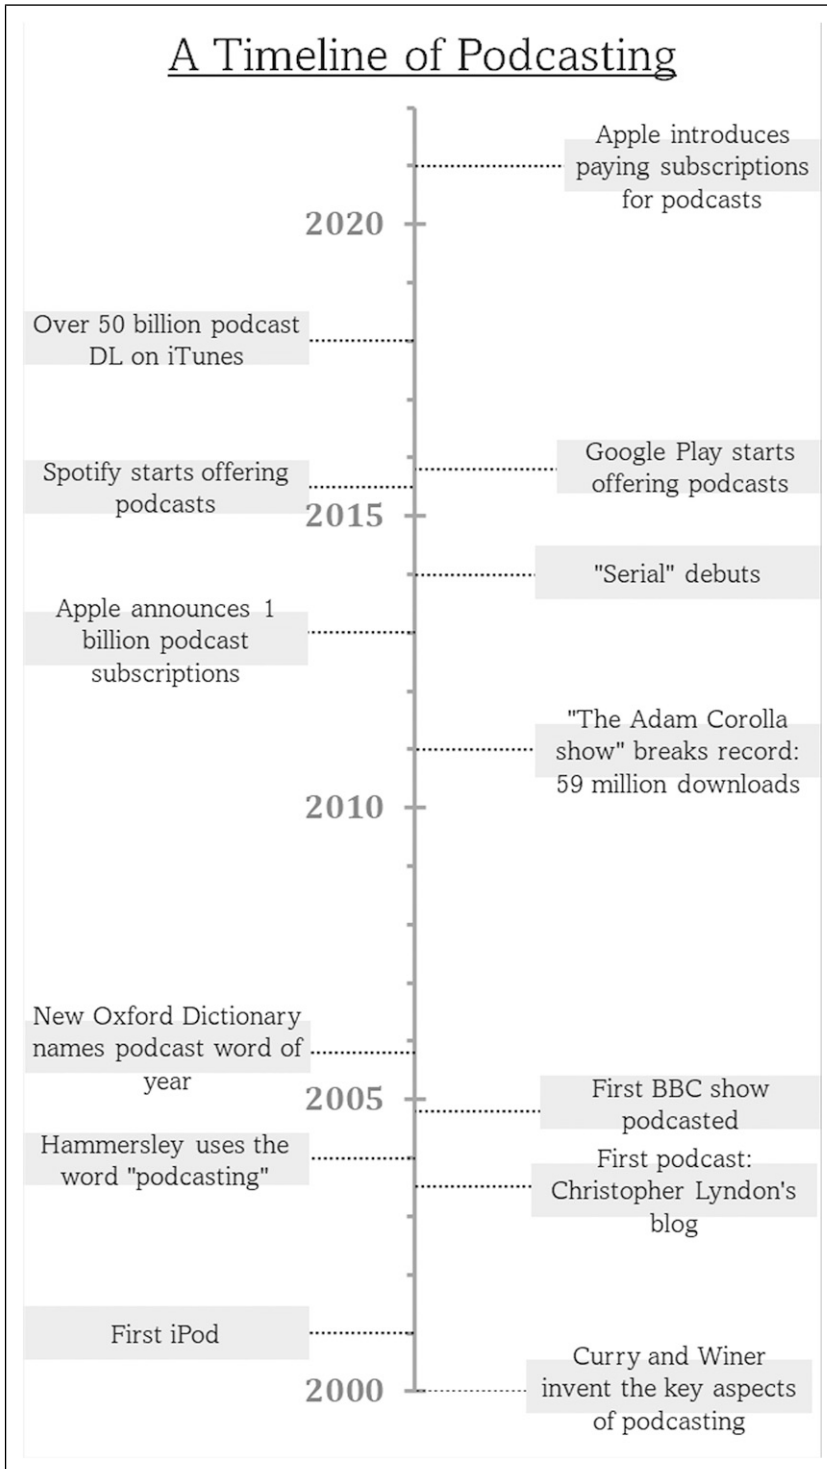 A Timeline of Podcasting
Apple introduces
paying subscriptions
for podcasts
2020
Over 50 billion podcast
DL on iTunes
Google Play starts
offering podcasts
Spotify starts offering
podcasts
2015
"Serial" debuts
Apple announces 1
billion podcast
subscriptions
"The Adam Corolla
show" breaks record:
59 million downloads
2010
New Oxford Dictionary
names podcast word of
year
2005
First BBC show
podcasted
Hammersley uses the
word "podcasting"
First podcast:
Christopher Lyndon's
blog
First iPod
Curry and Winer
invent the key aspects
of podcasting
2000